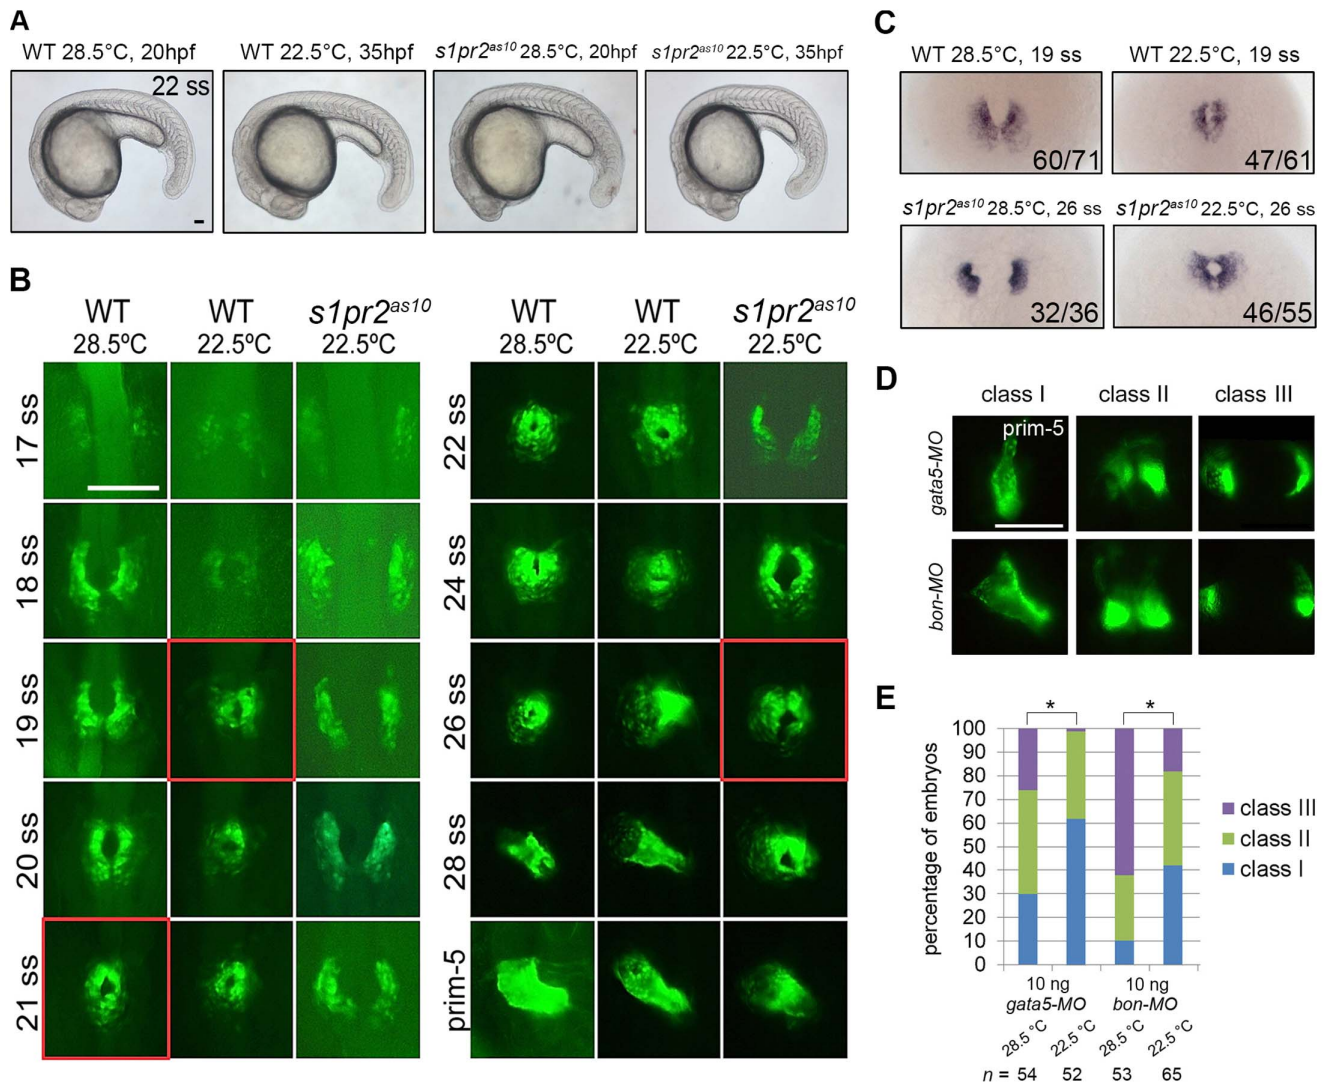 A
WT 28.5°C, 20hpf
WT 22.5°C, 35hpf
s1pr2as10 28.5°C, 20hpf
s1pr2as10 22.5°C, 35hpf
22 ss
B
WT
28.5ºC
WT
22.5ºC
s1pr2as10
22.5ºC
17 ss
18 ss
19 ss
20 ss
21 ss
WT
28.5ºC
WT
22.5ºC
s1pr2as10
22.5ºC
22 ss
24 ss
26 ss
28 ss
prim-5
C
WT 28.5°C, 19 ss
WT 22.5°C, 19 ss
60/71
47/61
s1pr2as10 28.5°C, 26 ss
s1pr2as10 22.5°C, 26 ss
32/36
46/55
D
class I
class II
class III
gata5-MO
prim-5
bon-MO
E
percentage of embryos
100
90
80
70
60
50
40
30
20
10
0
*
*
class III
class II
class I
10 ng
gata5-MO
10 ng
bon-MO
28.5 °C
22.5 °C
28.5 °C
22.5 °C
n = 54 52 53 65